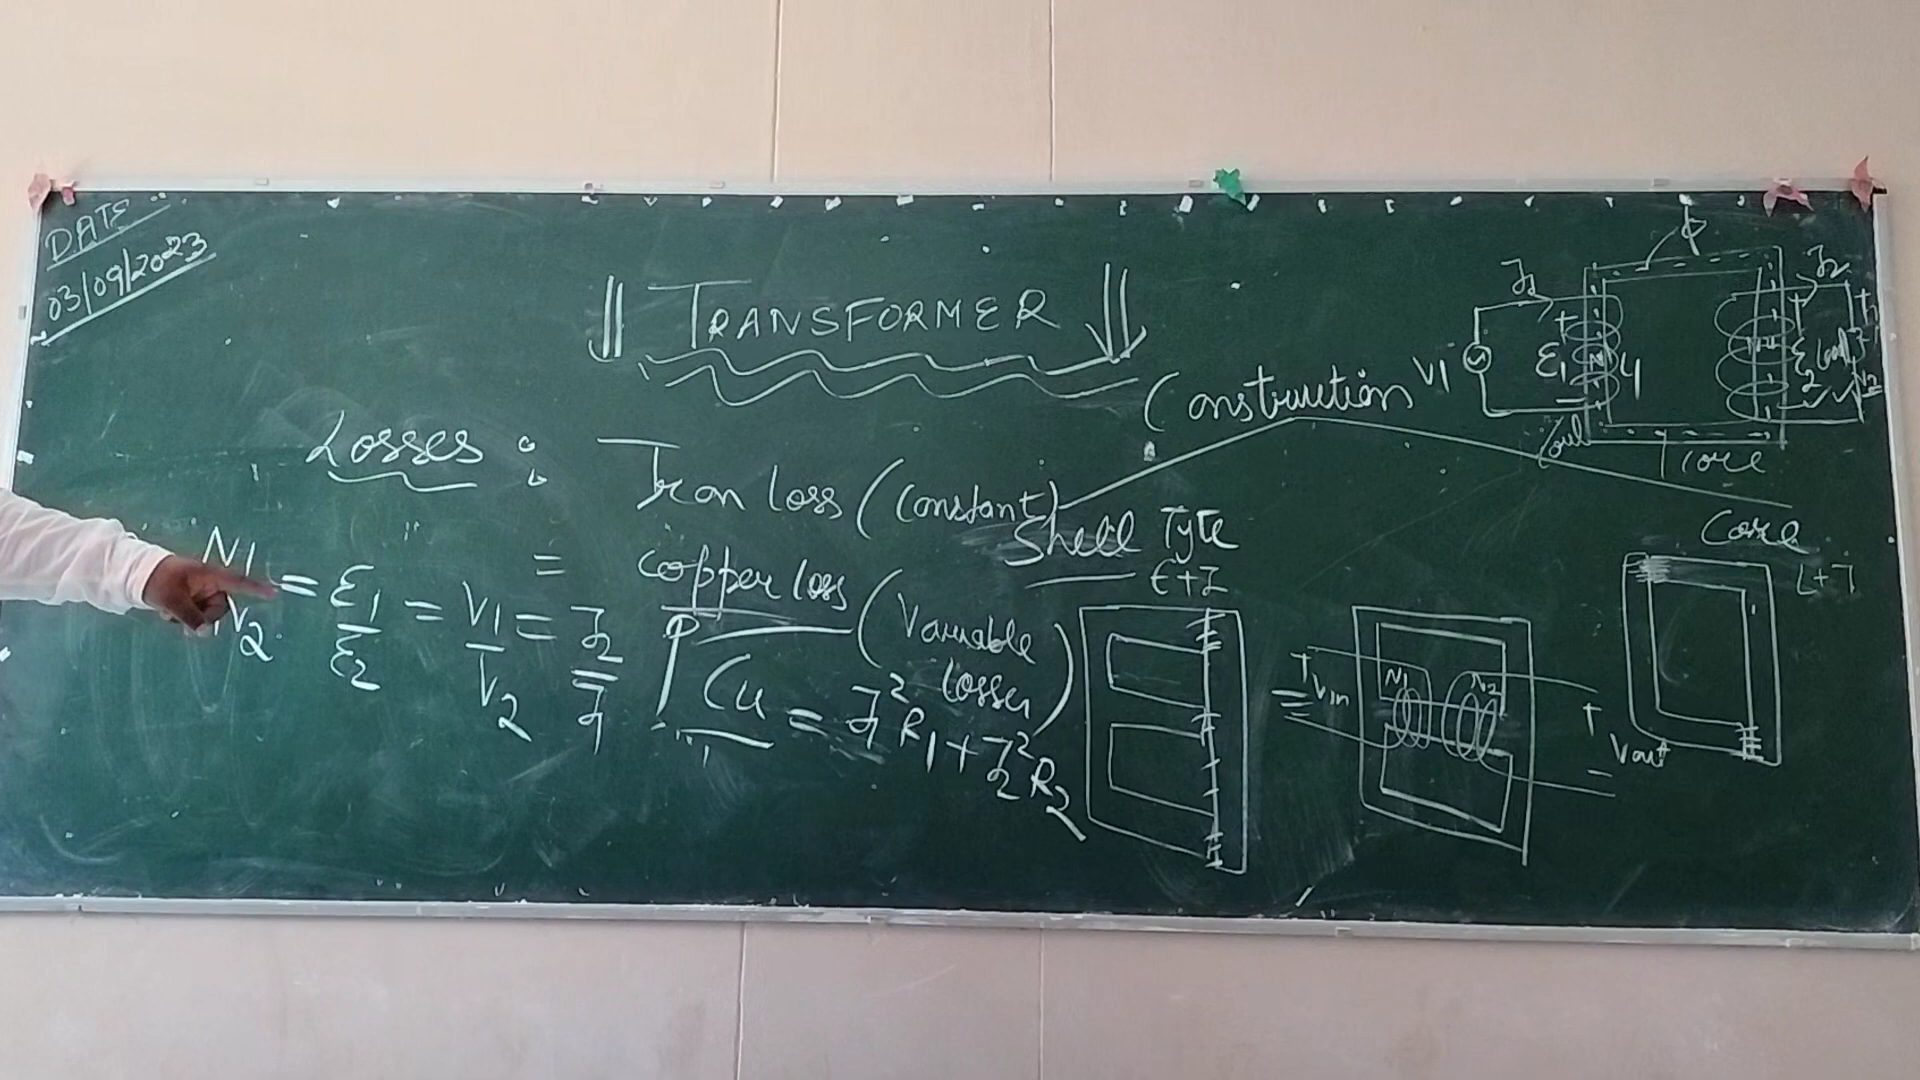 DATE
03/09/2023
TRANSFORMER
Losses :
Iron Loss (Constant)
= copper loss (Variable
Losses)
N1/N2 = E1/E2 = V1/V2 = I2/I1
PCu = I1²R1 + I2²R2
Construction
Shell Type
E+I
Vin
N1
N2
Vout
Core
L+I
Φ
I1
I2
V1
E1
+
-
E2
V2
core